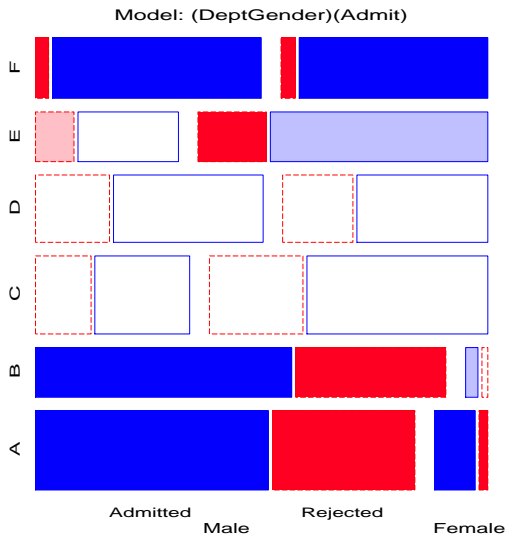 Model: (DeptGender)(Admit)
F
E
D
C
B
A
Admitted Rejected
Male Female